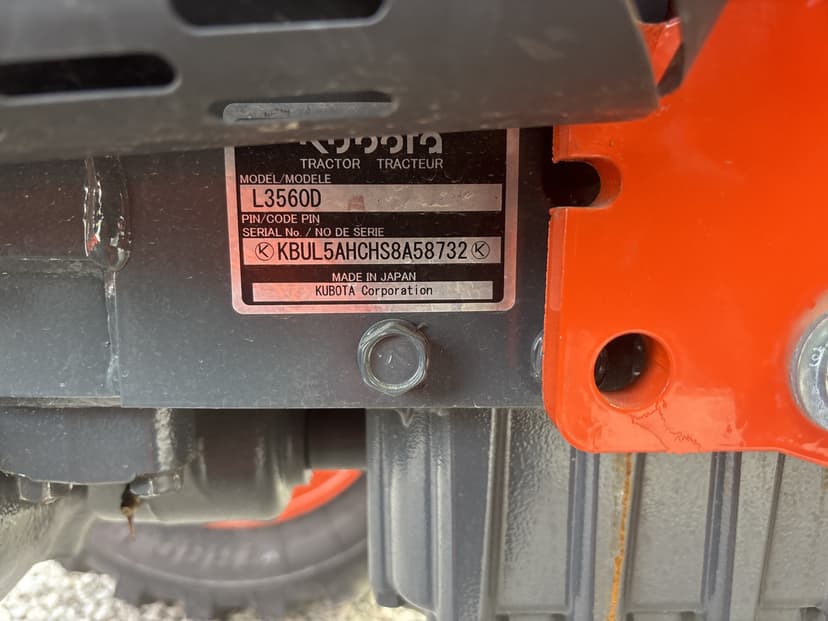 Kubota
TRACTOR TRACTEUR
MODEL/MODELE
L3560D
PIN/CODE PIN
SERIAL No. / NO DE SERIE
KBUL5AHCHS8A58732
MADE IN JAPAN
KUBOTA Corporation